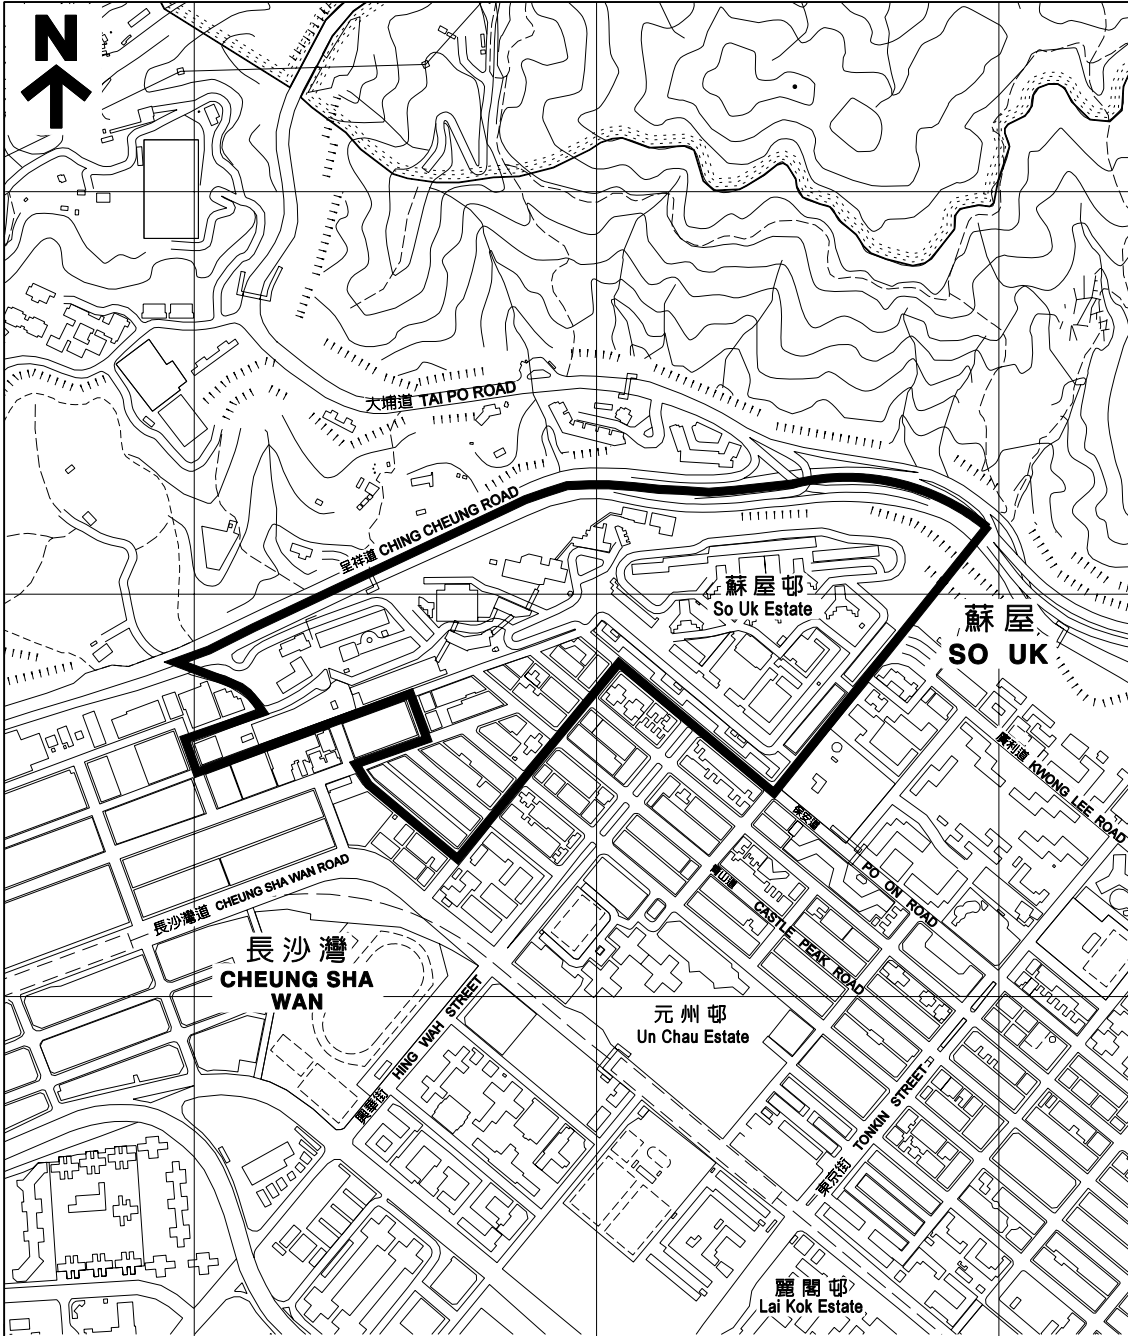 N
大埔道 TAI PO ROAD
呈祥道 CHING CHEUNG ROAD
蘇屋邨
So Uk Estate
蘇屋
SO UK
廣利道 KWONG LEE ROAD
保安道 PO ON ROAD
青山道 CASTLE PEAK ROAD
長沙灣道 CHEUNG SHA WAN ROAD
長沙灣
CHEUNG SHA
WAN
元州邨
Un Chau Estate
興華街 HING WAH STREET
東京街 TONKIN STREET
麗閣邨
Lai Kok Estate